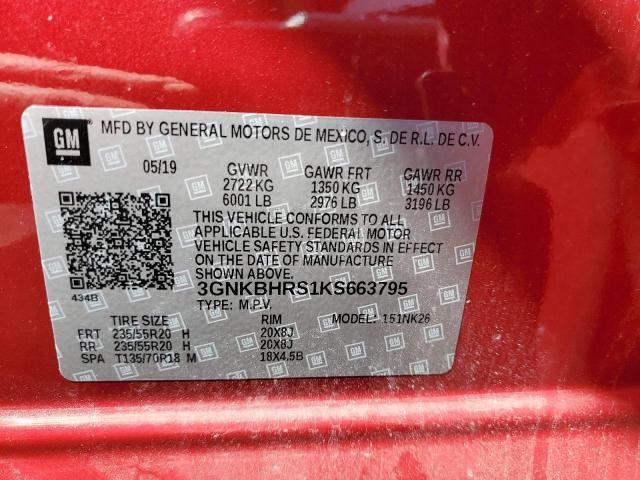 GM
MFD BY GENERAL MOTORS DE MEXICO, S. DE R.L. DE C.V.
05/19 GVWR GAWR FRT GAWR RR
2722 KG 1350 KG 1450 KG
6001 LB 2976 LB 3196 LB
THIS VEHICLE CONFORMS TO ALL
APPLICABLE U.S. FEDERAL MOTOR
VEHICLE SAFETY STANDARDS IN EFFECT
ON THE DATE OF MANUFACTURE
SHOWN ABOVE.
434B
3GNKBHRS1KS663795
TYPE: M.P.V. MODEL: 151NK26
TIRE SIZE RIM
FRT 235/55R20 H 20X8J
RR 235/55R20 H 20X8J
SPA T135/70R18 M 18X4.5B